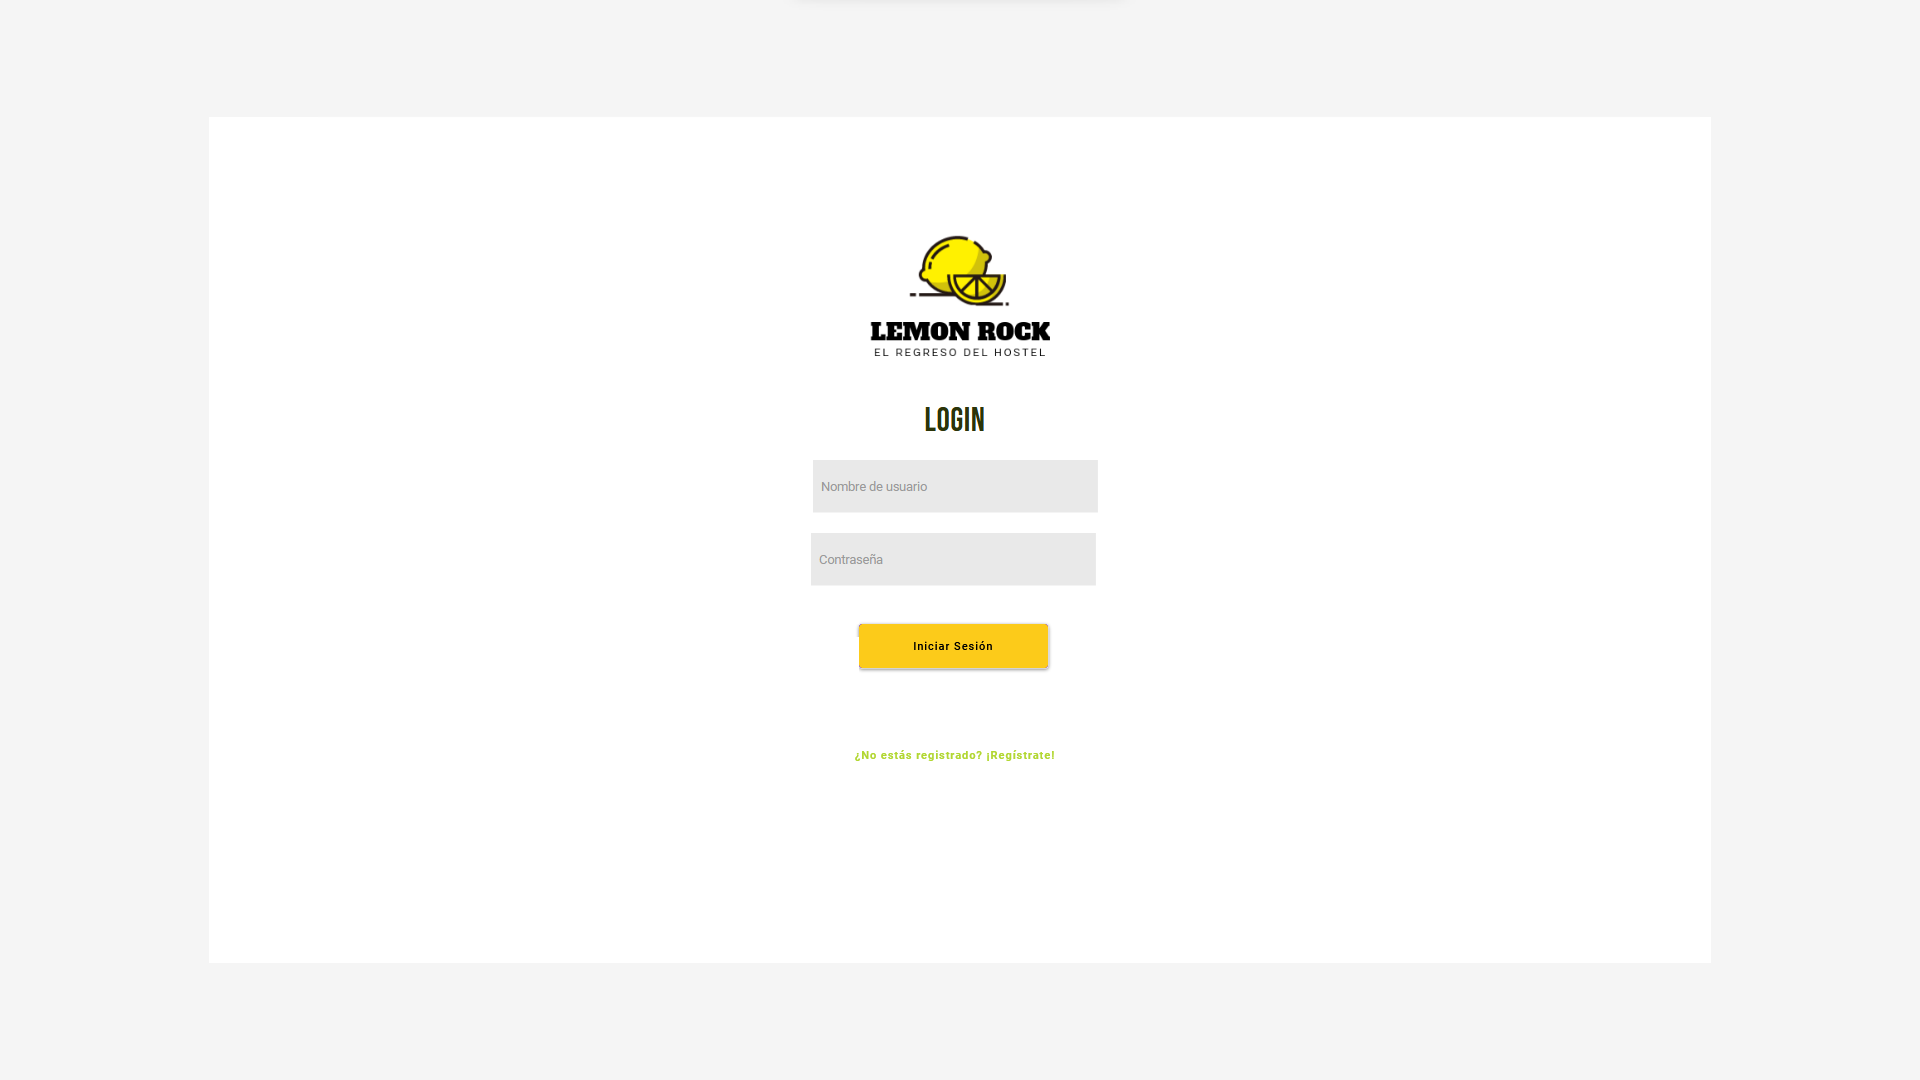 LEMON ROCK
EL REGRESO DEL HOSTEL
LOGIN
Nombre de usuario
Contraseña
Iniciar Sesión
¿No estás registrado? ¡Regístrate!